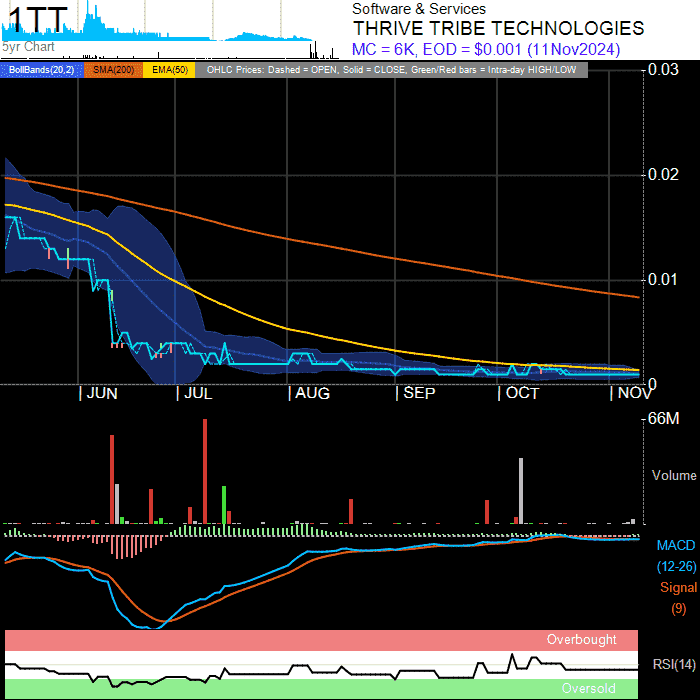 1TT
5yr Chart
Software & Services
THRIVE TRIBE TECHNOLOGIES
MC = 6K, EOD = $0.001 (11Nov2024)
BollBands(20,2) SMA(200) EMA(50) OHLC Prices: Dashed = OPEN, Solid = CLOSE, Green/Red bars = Intra-day HIGH/LOW
0.03
0.02
0.01
0
JUN JUL AUG SEP OCT NOV
66M
Volume
MACD
(12-26)
Signal
(9)
Overbought
RSI(14)
Oversold